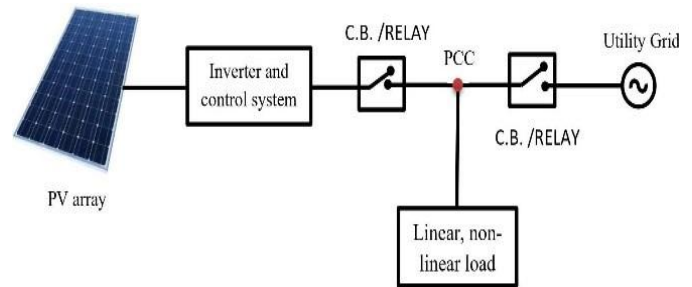 C.B. /RELAY
Utility Grid
PCC
Inverter and
control system
C.B. /RELAY
PV array
Linear, non-
linear load